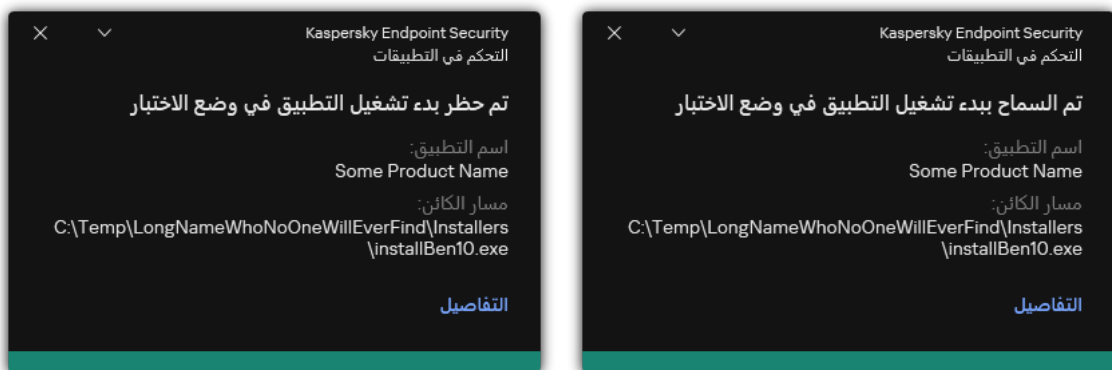 Kaspersky Endpoint Security
التحكم في التطبيقات
تم السماح ببدء تشغيل التطبيق في وضع الاختبار
اسم التطبيق:
Some Product Name
مسار الكائن:
C:\Temp\LongNameWhoNoOneWillEverFind\Installers
\installBen10.exe
التفاصيل
Kaspersky Endpoint Security
التحكم في التطبيقات
تم حظر بدء تشغيل التطبيق في وضع الاختبار
اسم التطبيق:
Some Product Name
مسار الكائن:
C:\Temp\LongNameWhoNoOneWillEverFind\Installers
\installBen10.exe
التفاصيل